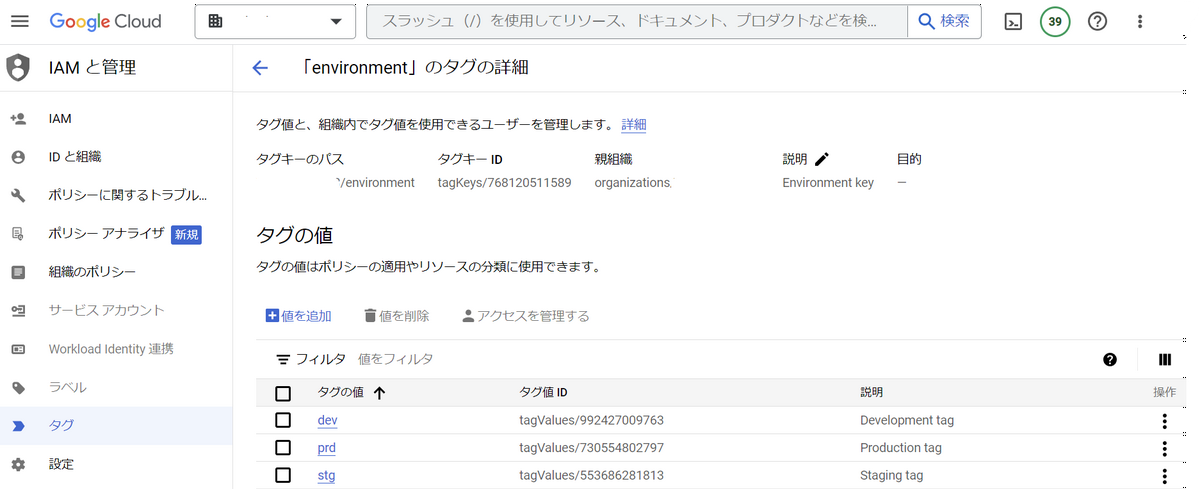 Google Cloud
スラッシュ（/）を使用してリソース、ドキュメント、プロダクトなどを検...
検索
39
IAM と管理
「environment」のタグの詳細
IAM
ID と組織
ポリシーに関するトラブル...
ポリシー アナライザ 新規
組織のポリシー
サービス アカウント
Workload Identity 連携
ラベル
タグ
設定
タグ値と、組織内でタグ値を使用できるユーザーを管理します。 詳細
タグキーのパス タグキー ID 親組織 説明 目的
/environment tagKeys/768120511589 organizations Environment key –
タグの値
タグの値はポリシーの適用やリソースの分類に使用できます。
値を追加 値を削除 アクセスを管理する
フィルタ 値をフィルタ
タグの値 タグ値 ID 説明 操作
dev tagValues/992427009763 Development tag
prd tagValues/730554802797 Production tag
stg tagValues/553686281813 Staging tag